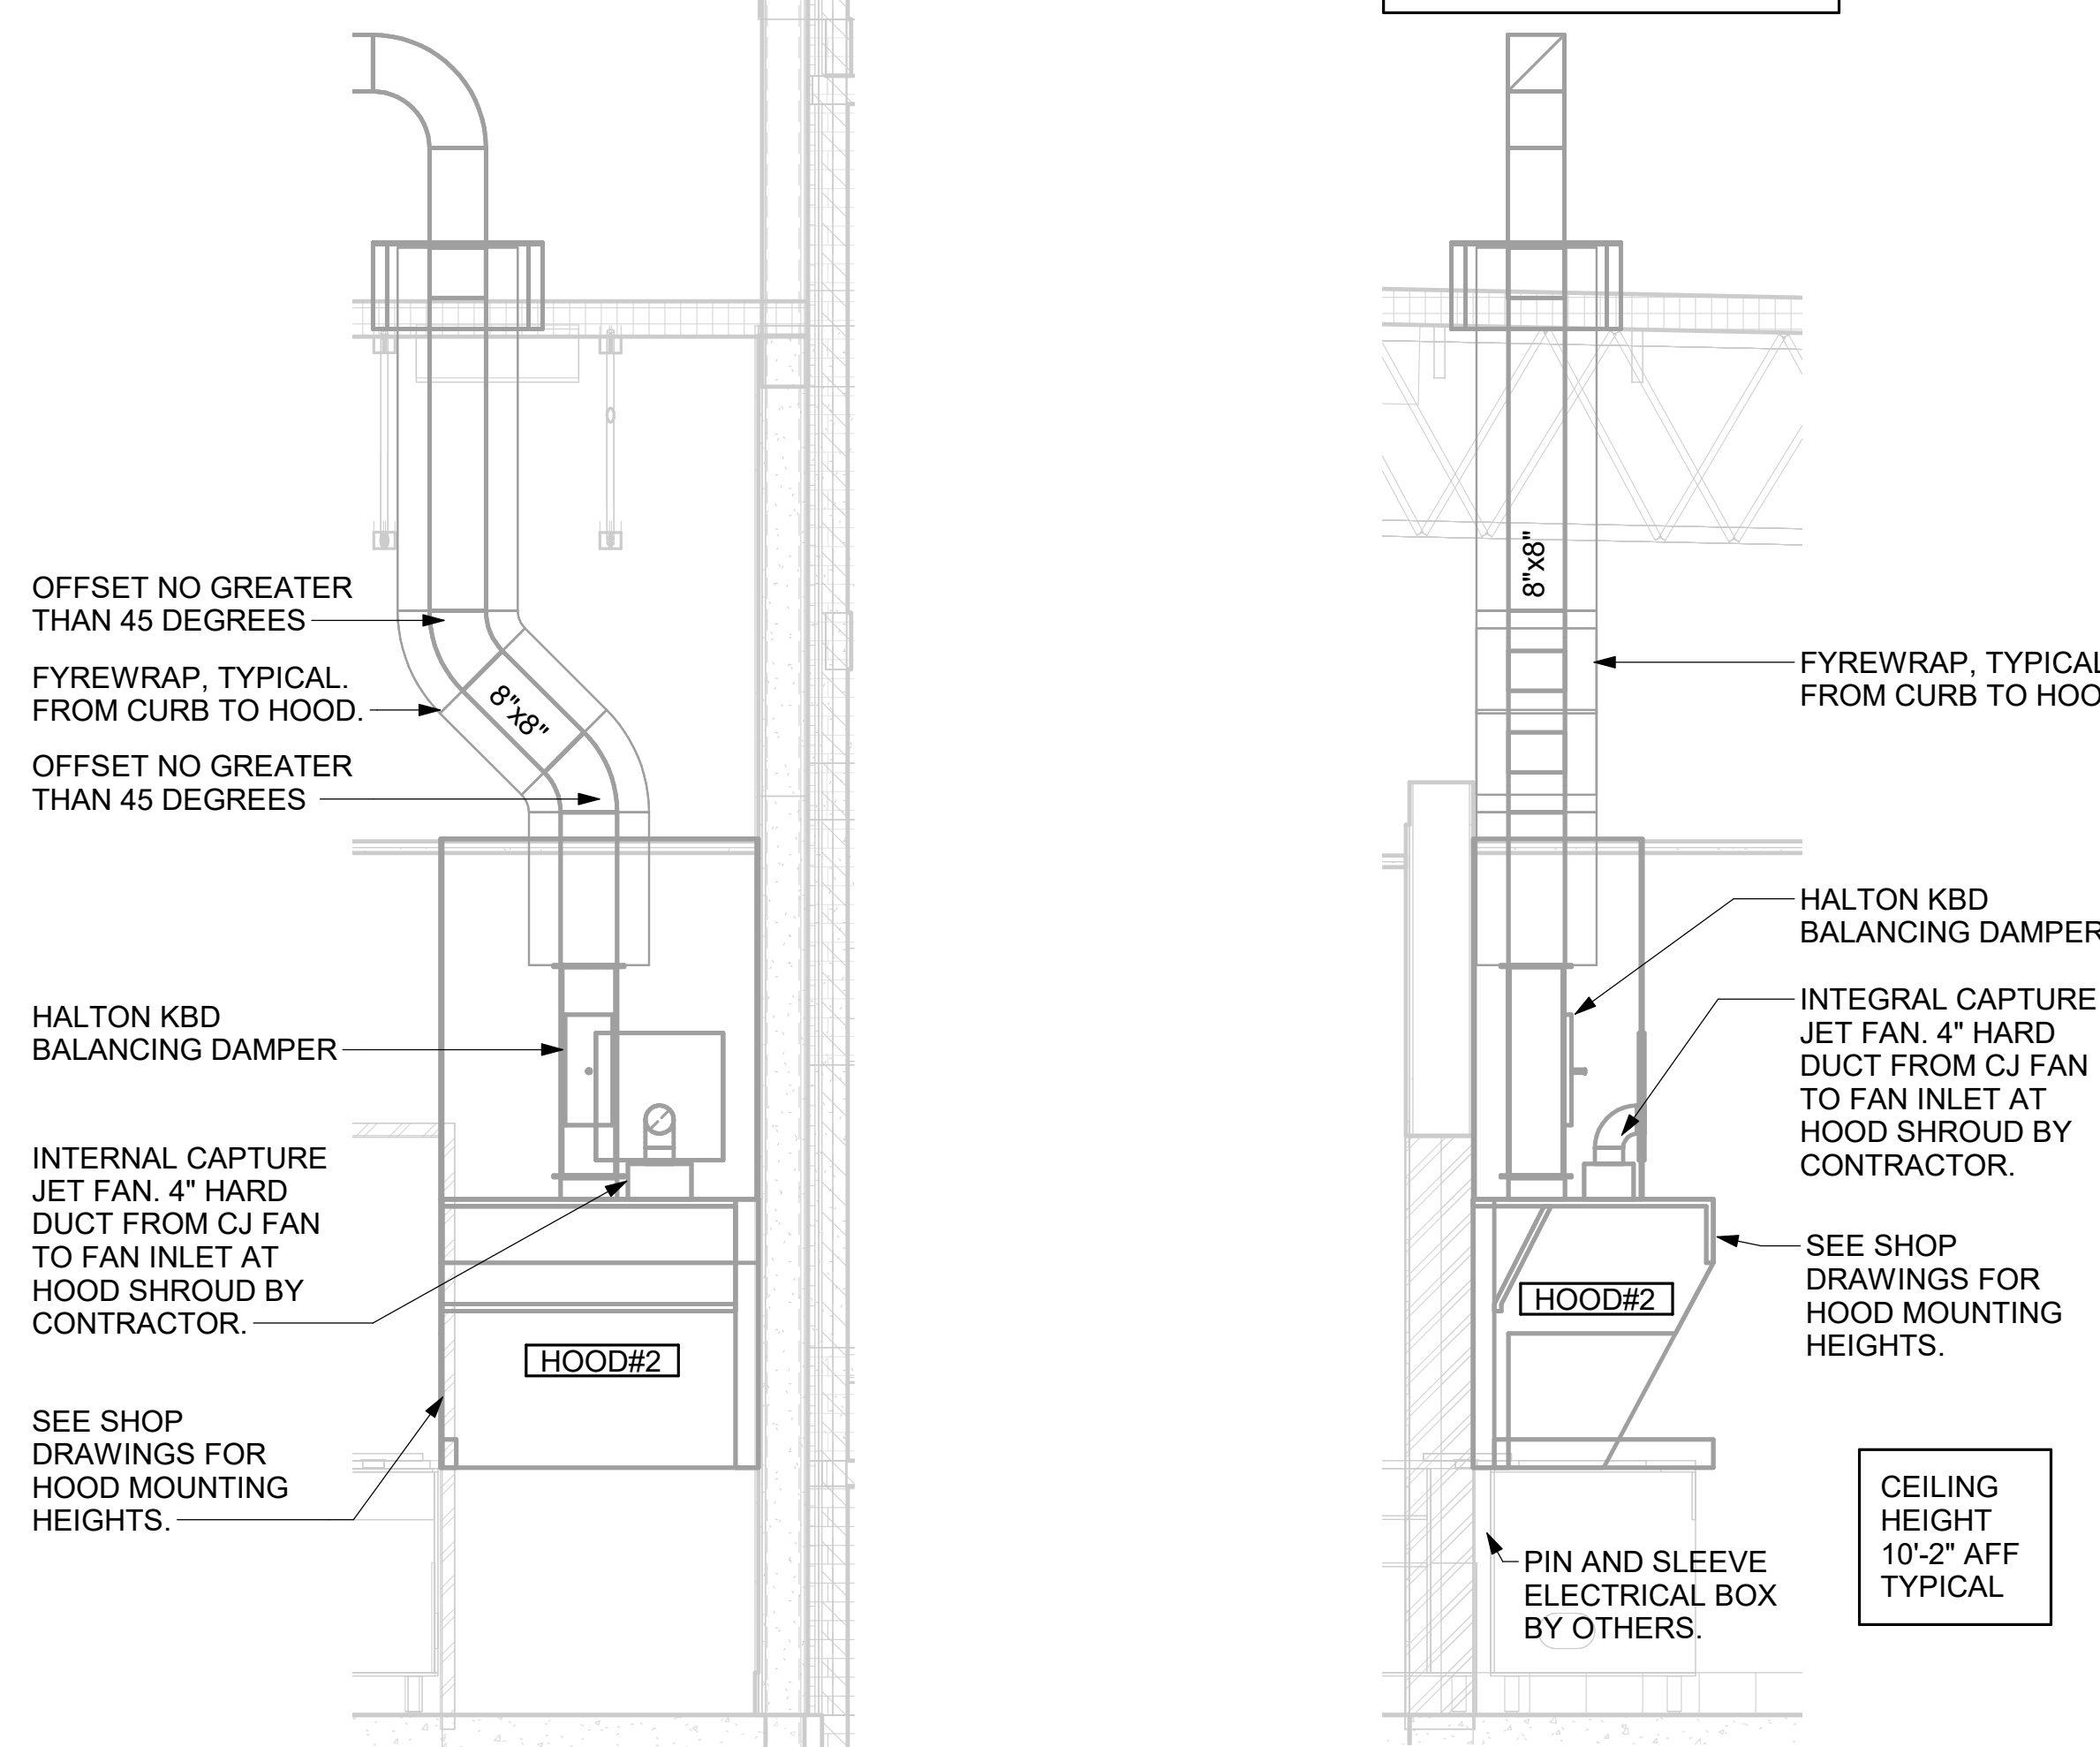 OFFSET NO GREATER
THAN 45 DEGREES
FYREWRAP, TYPICAL.
FROM CURB TO HOOD.
OFFSET NO GREATER
THAN 45 DEGREES
8"x8"
HALTON KBD
BALANCING DAMPER
INTERNAL CAPTURE
JET FAN. 4" HARD
DUCT FROM CJ FAN
TO FAN INLET AT
HOOD SHROUD BY
CONTRACTOR.
HOOD#2
SEE SHOP
DRAWINGS FOR
HOOD MOUNTING
HEIGHTS.
8"x8"
FYREWRAP, TYPICAL
FROM CURB TO HOO
HALTON KBD
BALANCING DAMPER
INTEGRAL CAPTURE
JET FAN. 4" HARD
DUCT FROM CJ FAN
TO FAN INLET AT
HOOD SHROUD BY
CONTRACTOR.
SEE SHOP
DRAWINGS FOR
HOOD MOUNTING
HEIGHTS.
HOOD#2
PIN AND SLEEVE
ELECTRICAL BOX
BY OTHERS.
CEILING
HEIGHT
10'-2" AFF
TYPICAL